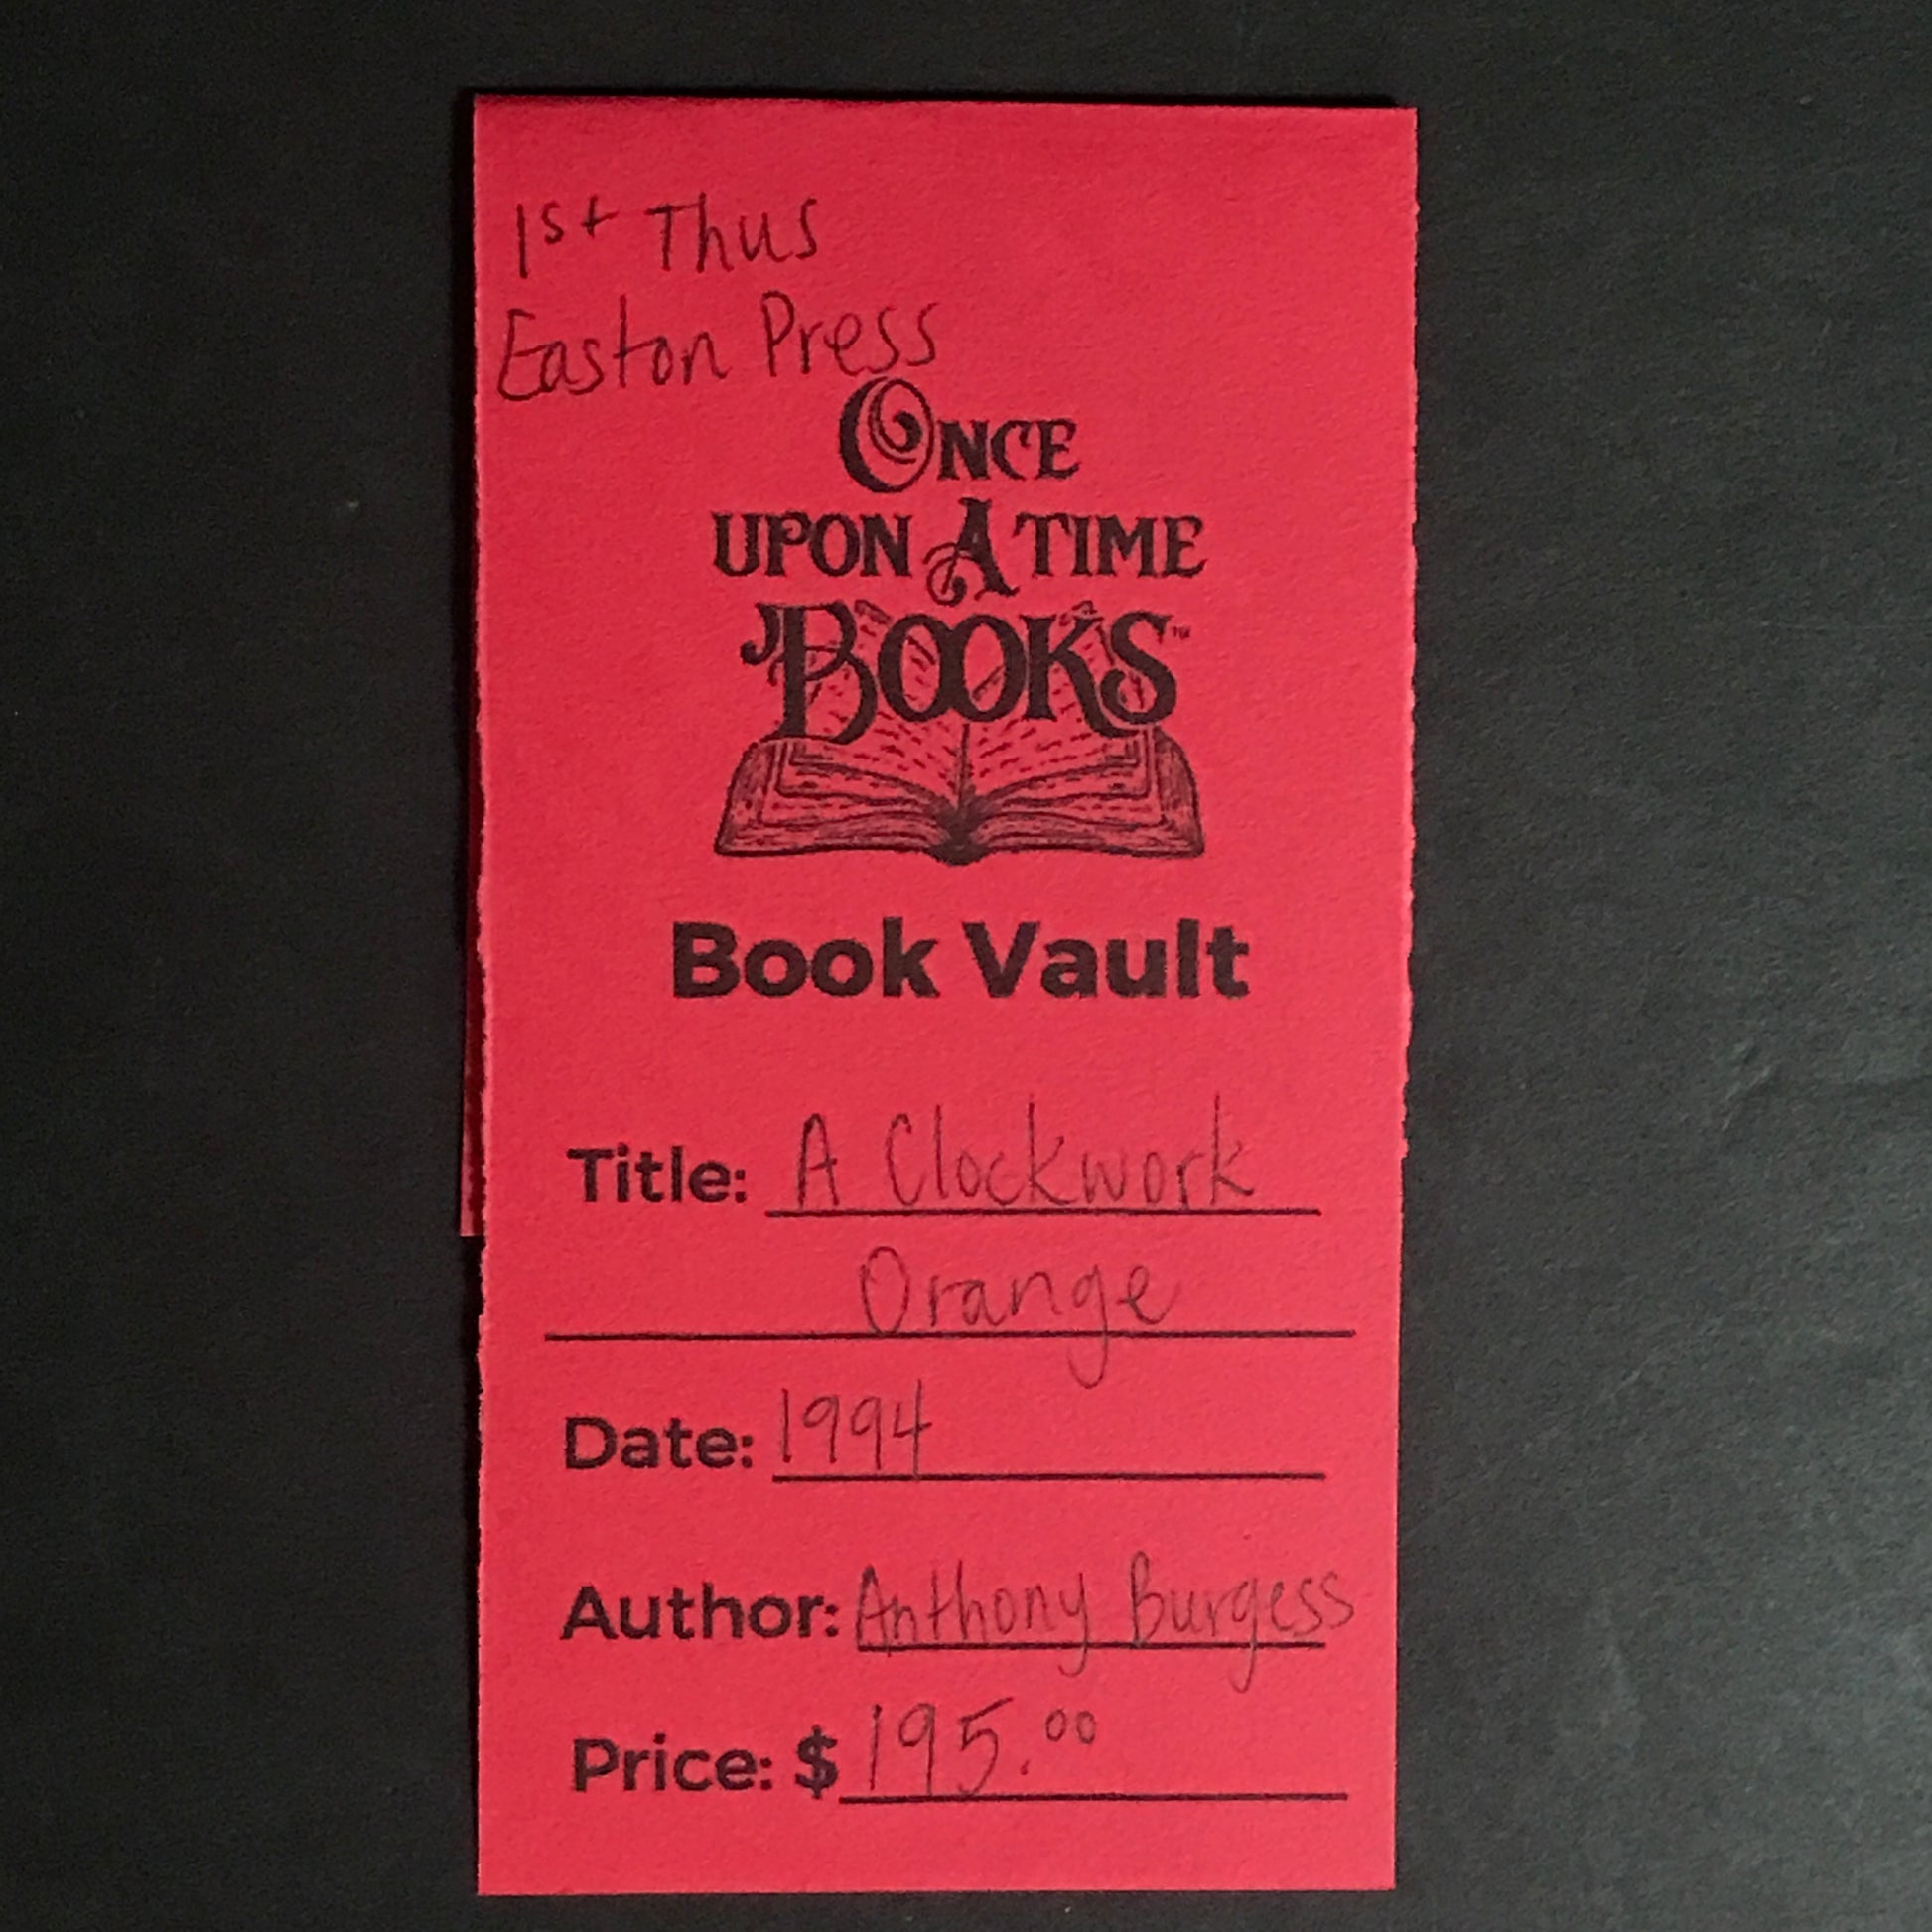 1st Thus
Easton Press
ONCE
UPON A TIME
BOOKS™
Book Vault
Title: A Clockwork
Orange
Date: 1994
Author: Anthony Burgess
Price: $195.00